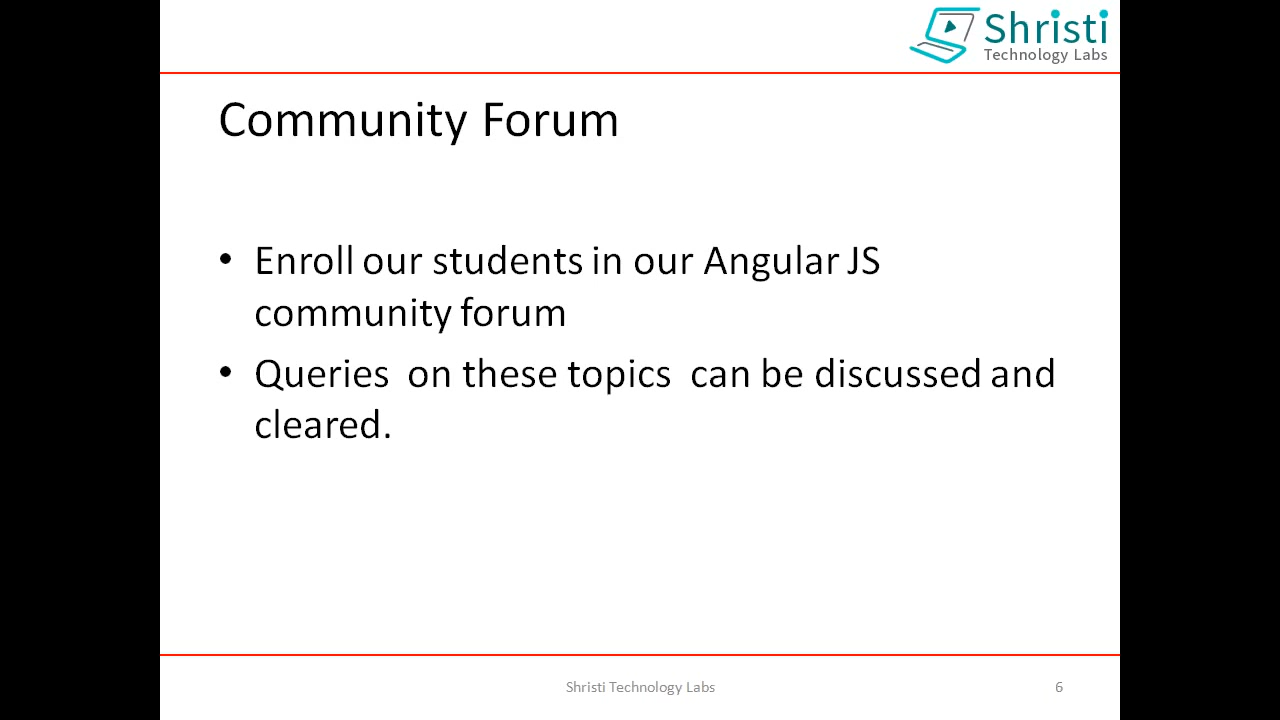 Shristi
Technology Labs
Community Forum
• Enroll our students in our Angular JS
community forum
• Queries  on these topics  can be discussed and
cleared.
Shristi Technology Labs
6